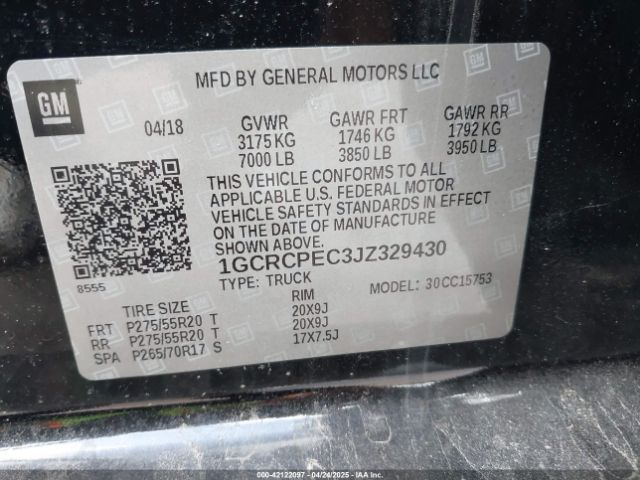 GM
MFD BY GENERAL MOTORS LLC
04/18 GVWR GAWR FRT GAWR RR
3175 KG 1746 KG 1792 KG
7000 LB 3850 LB 3950 LB
THIS VEHICLE CONFORMS TO ALL
APPLICABLE U.S. FEDERAL MOTOR
VEHICLE SAFETY STANDARDS IN EFFECT
ON THE DATE OF MANUFACTURE
SHOWN ABOVE.
1GCRCPEC3JZ329430
8555
TYPE: TRUCK MODEL: 30CC15753
TIRE SIZE RIM
FRT P275/55R20 T 20X9J
RR P275/55R20 T 20X9J
SPA P265/70R17 S 17X7.5J
000-42122097 - 04/24/2025 - IAAI.COM